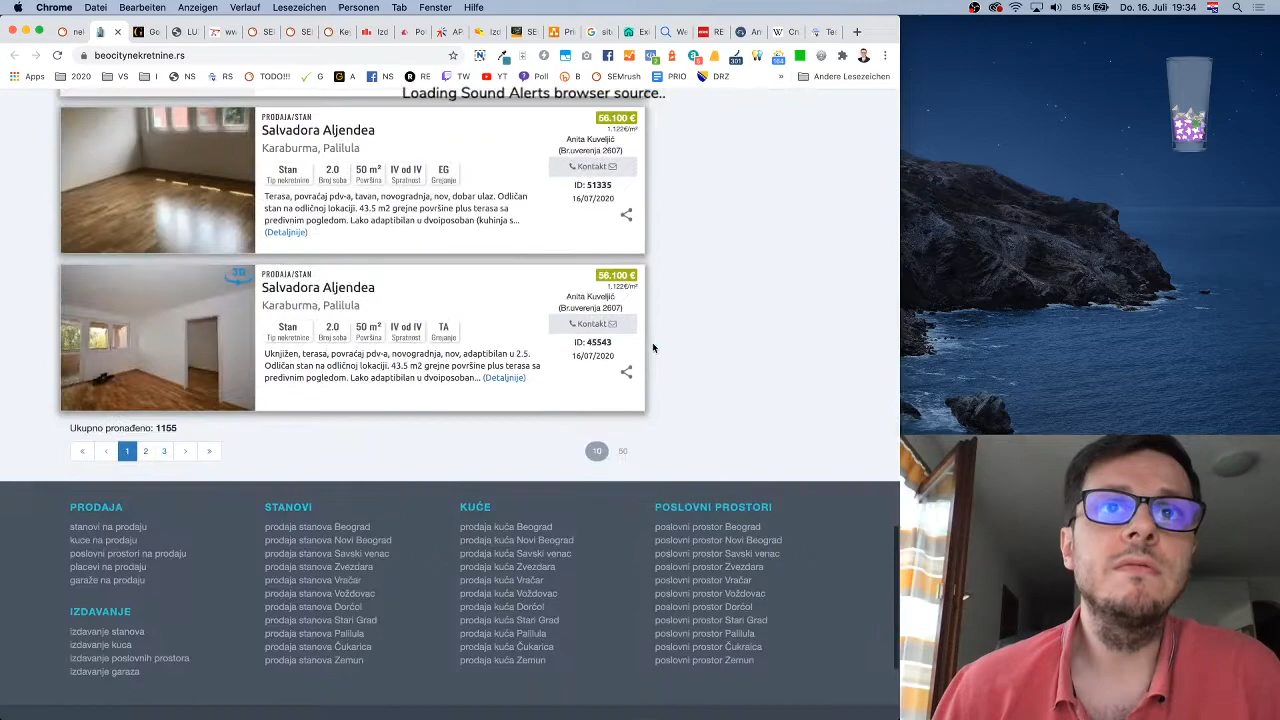 Chrome Datei Bearbeiten Anzeigen Verlauf Lesezeichen Personen Tab Fenster Hilfe
85 % Do. 16. Juli 19:34
beocitynekretnine.rs
Apps 2020 VS I NS RS TODO!!! G A NS RE TW YT Poll B SEMrush PRIO DRZ » Andere Lesezeichen
Loading Sound Alerts browser source..
PRODAJA/STAN
Salvadora Aljendea
Karaburma, Palilula
Stan 2.0 50 m² IV od IV EG
Tip nekretnine Broj soba Površina Spratnost Grejanje
Terasa, povraćaj pdv-a, tavan, novogradnja, nov, dobar ulaz. Odličan
stan na odličnoj lokaciji. 43.5 m2 grejne površine plus terasa sa
predivnim pogledom. Lako adaptibilan u dvoiposoban (kuhinja s...
(Detaljnije)
56.100 €
1.122€/m²
Anita Kuveljić
(Br.uverenja 2607)
Kontakt
ID: 51335
16/07/2020
3D
PRODAJA/STAN
Salvadora Aljendea
Karaburma, Palilula
Stan 2.0 50 m² IV od IV TA
Tip nekretnine Broj soba Površina Spratnost Grejanje
Uknjižen, terasa, povraćaj pdv-a, novogradnja, nov, adaptibilan u 2.5.
Odličan stan na odličnoj lokaciji. 43.5 m2 grejne površine plus terasa sa
predivnim pogledom. Lako adaptibilan u dvoiposoban... (Detaljnije)
56.100 €
1.122€/m²
Anita Kuveljić
(Br.uverenja 2607)
Kontakt
ID: 45543
16/07/2020
Ukupno pronađeno: 1155
« ‹ 1 2 3 › »
10 50
PRODAJA
stanovi na prodaju
kuce na prodaju
poslovni prostori na prodaju
placevi na prodaju
garaže na prodaju
IZDAVANJE
izdavanje stanova
izdavanje kuca
izdavanje poslovnih prostora
izdavanje garaza
STANOVI
prodaja stanova Beograd
prodaja stanova Novi Beograd
prodaja stanova Savski venac
prodaja stanova Zvezdara
prodaja stanova Vračar
prodaja stanova Voždovac
prodaja stanova Dorćol
prodaja stanova Stari Grad
prodaja stanova Palilula
prodaja stanova Čukarica
prodaja stanova Zemun
KUĆE
prodaja kuća Beograd
prodaja kuća Novi Beograd
prodaja kuća Savski venac
prodaja kuća Zvezdara
prodaja kuća Vračar
prodaja kuća Voždovac
prodaja kuća Dorćol
prodaja kuća Stari Grad
prodaja kuća Palilula
prodaja kuća Čukarica
prodaja kuća Zemun
POSLOVNI PROSTORI
poslovni prostor Beograd
poslovni prostor Novi Beograd
poslovni prostor Savski venac
poslovni prostor Zvezdara
poslovni prostor Vračar
poslovni prostor Voždovac
poslovni prostor Dorćol
poslovni prostor Stari Grad
poslovni prostor Palilula
poslovni prostor Čukraica
poslovni prostor Zemun